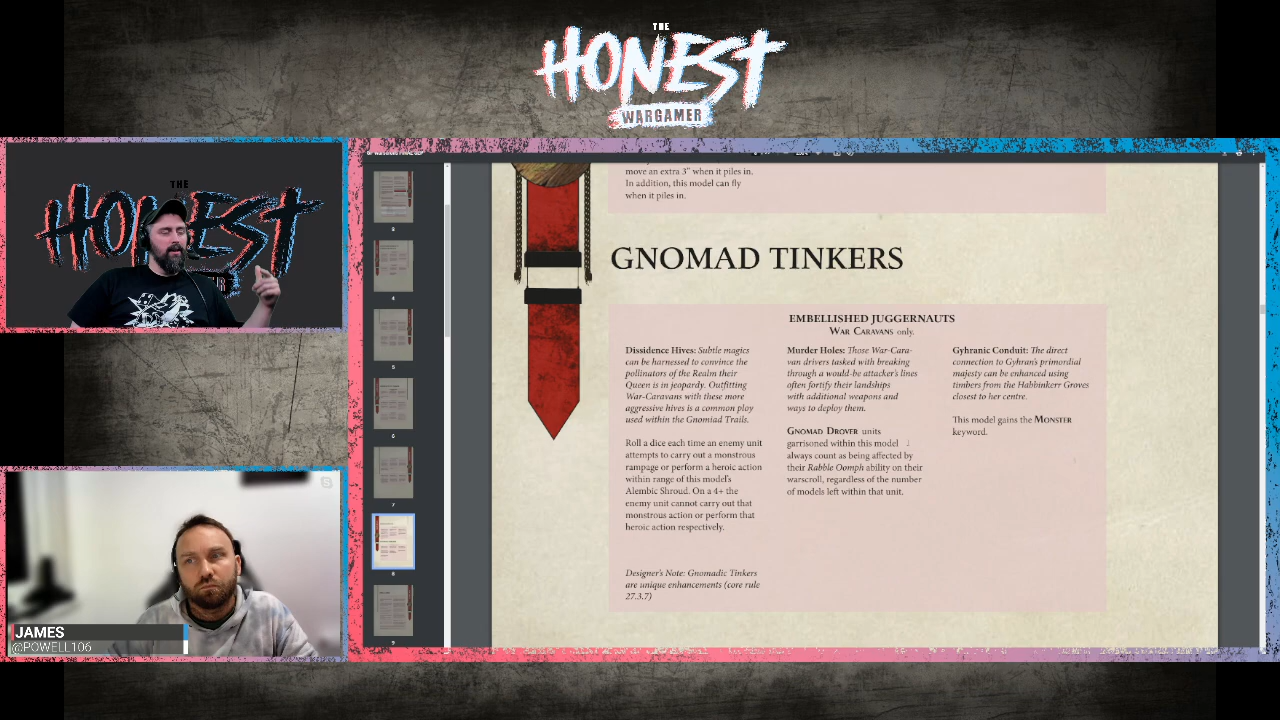 THE
HONEST
WARGAMER
THE
HONEST
JAMES
@POWELL106
3
4
5
6
7
8
9
move an extra 3" when it piles in.
In addition, this model can fly
when it piles in.
GNOMAD TINKERS
EMBELLISHED JUGGERNAUTS
WAR CARAVANS only.
Dissidence Hives: Subtle magics
can be harnessed to convince the
pollinators of the Realm their
Queen is in jeopardy. Outfitting
War-Caravans with these more
aggressive hives is a common ploy
used within the Gnomiad Trails.
Roll a dice each time an enemy unit
attempts to carry out a monstrous
rampage or perform a heroic action
within range of this model's
Alembic Shroud. On a 4+ the
enemy unit cannot carry out that
monstrous action or perform that
heroic action respectively.
Designer's Note: Gnomadic Tinkers
are unique enhancements (core rule
27.3.7)
Murder Holes: Those War-Cara-
van drivers tasked with breaking
through a would-be attacker's lines
often fortify their landships
with additional weapons and
ways to deploy them.
GNOMAD DROVER units
garrisoned within this model
always count as being affected by
their Rabble Oomph ability on their
warscroll, regardless of the number
of models left within that unit.
Gyhranic Conduit: The direct
connection to Gyhran's primordial
majesty can be enhanced using
timbers from the Habbinkerr Groves
closest to her centre.
This model gains the MONSTER
keyword.